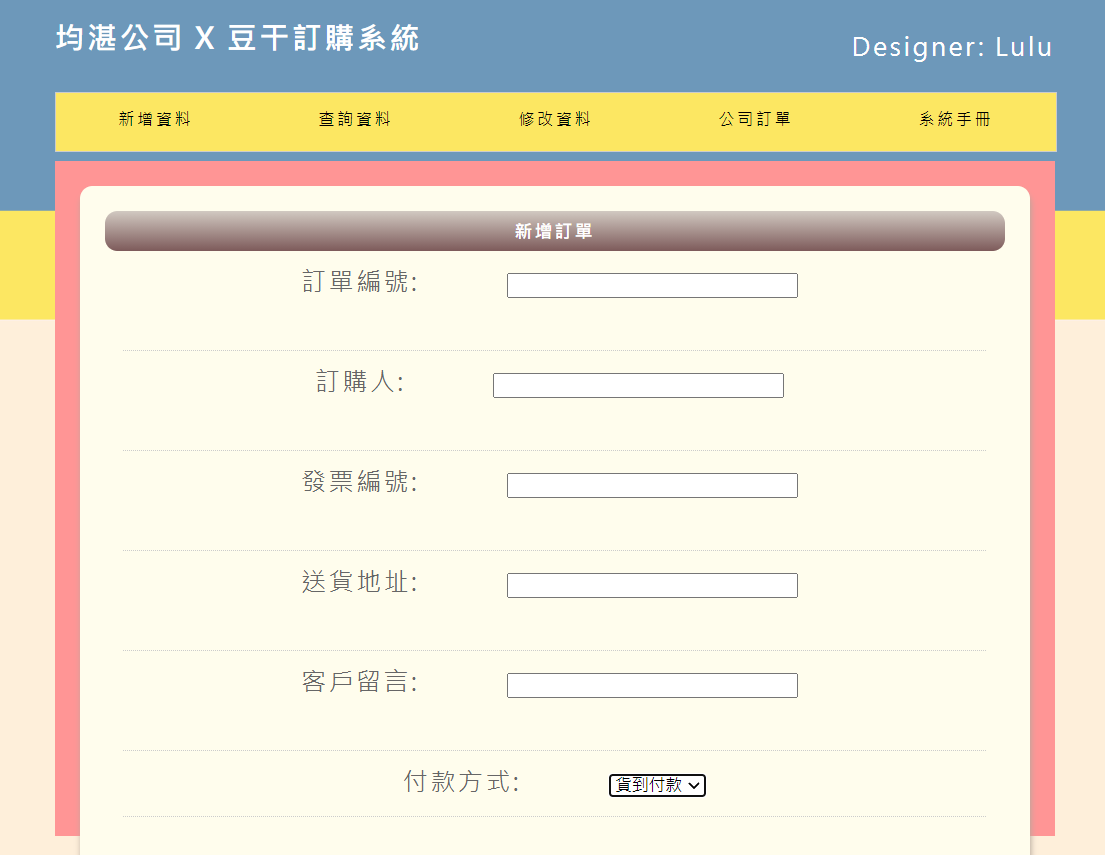 均湛公司 X 豆干訂購系統
Designer: Lulu
新增資料 查詢資料 修改資料 公司訂單 系統手冊
新增訂單
訂單編號:
訂購人:
發票編號:
送貨地址:
客戶留言:
付款方式: 貨到付款